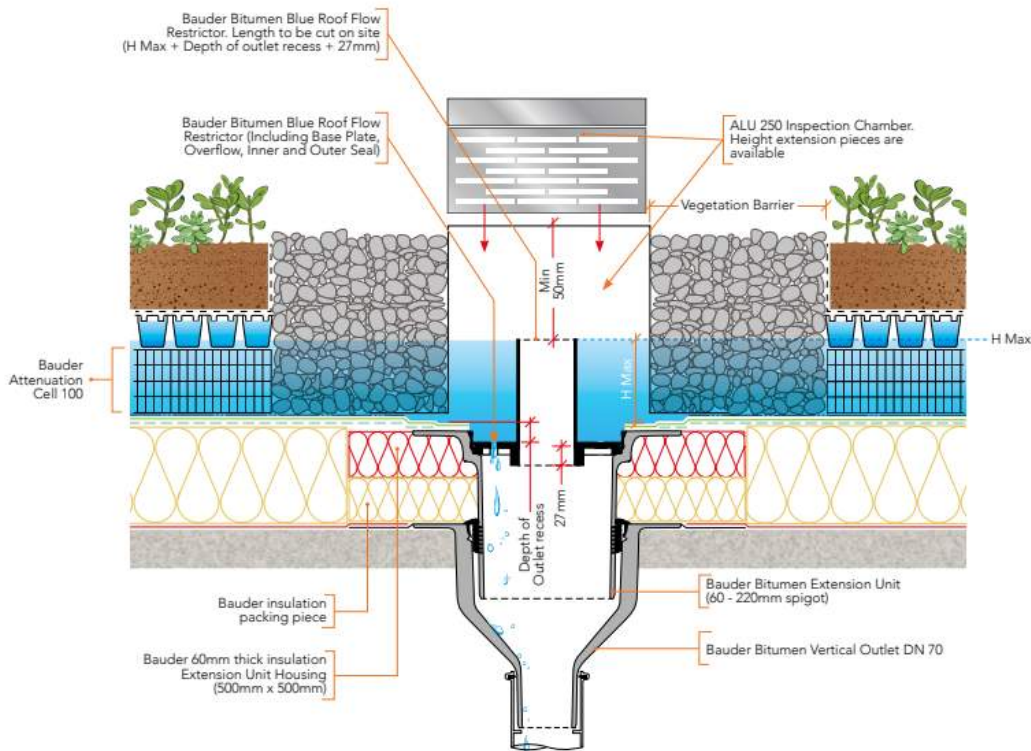 Bauder Bitumen Blue Roof Flow
Restrictor. Length to be cut on site
(H Max + Depth of outlet recess + 27mm)
Bauder Bitumen Blue Roof Flow
Restrictor (Including Base Plate,
Overflow, Inner and Outer Seal)
ALU 250 Inspection Chamber.
Height extension pieces are
available
Vegetation Barrier
Min
50mm
H Max
H Max
Bauder
Attenuation
Cell 100
Depth of
Outlet recess
27mm
Bauder insulation
packing piece
Bauder 60mm thick insulation
Extension Unit Housing
(500mm x 500mm)
Bauder Bitumen Extension Unit
(60 - 220mm spigot)
Bauder Bitumen Vertical Outlet DN 70